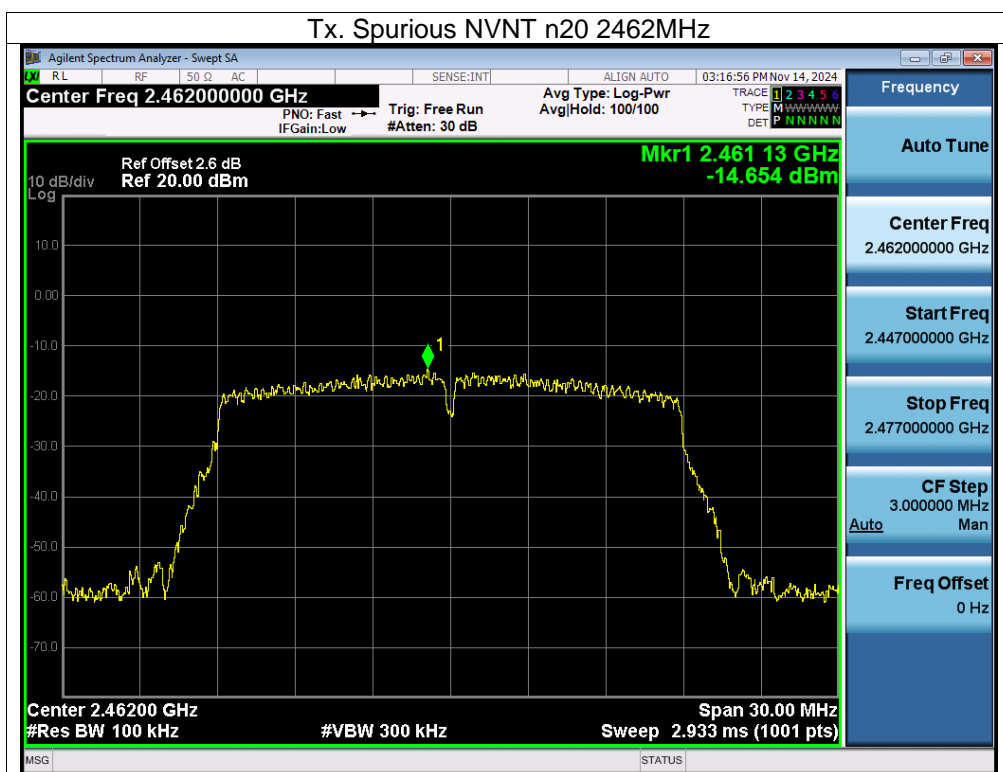 Tx. Spurious NVNT n20 2462MHz
Agilent Spectrum Analyzer - Swept SA
LXI RL RF 50 Ω AC SENSE:INT ALIGN AUTO 03:16:56 PM Nov 14, 2024
Center Freq 2.462000000 GHz
PNO: Fast
IFGain:Low
Trig: Free Run
#Atten: 30 dB
Avg Type: Log-Pwr
Avg|Hold: 100/100
TRACE 1 2 3 4 5 6
TYPE M WWWWW
DET P N N N N N
Mkr1 2.461 13 GHz
-14.654 dBm
Ref Offset 2.6 dB
10 dB/div Ref 20.00 dBm
Log
10.0
0.00
-10.0
-20.0
-30.0
-40.0
-50.0
-60.0
-70.0
1
Center 2.46200 GHz Span 30.00 MHz
#Res BW 100 kHz #VBW 300 kHz Sweep 2.933 ms (1001 pts)
MSG STATUS
Frequency
Auto Tune
Center Freq
2.462000000 GHz
Start Freq
2.447000000 GHz
Stop Freq
2.477000000 GHz
CF Step
3.000000 MHz
Auto Man
Freq Offset
0 Hz